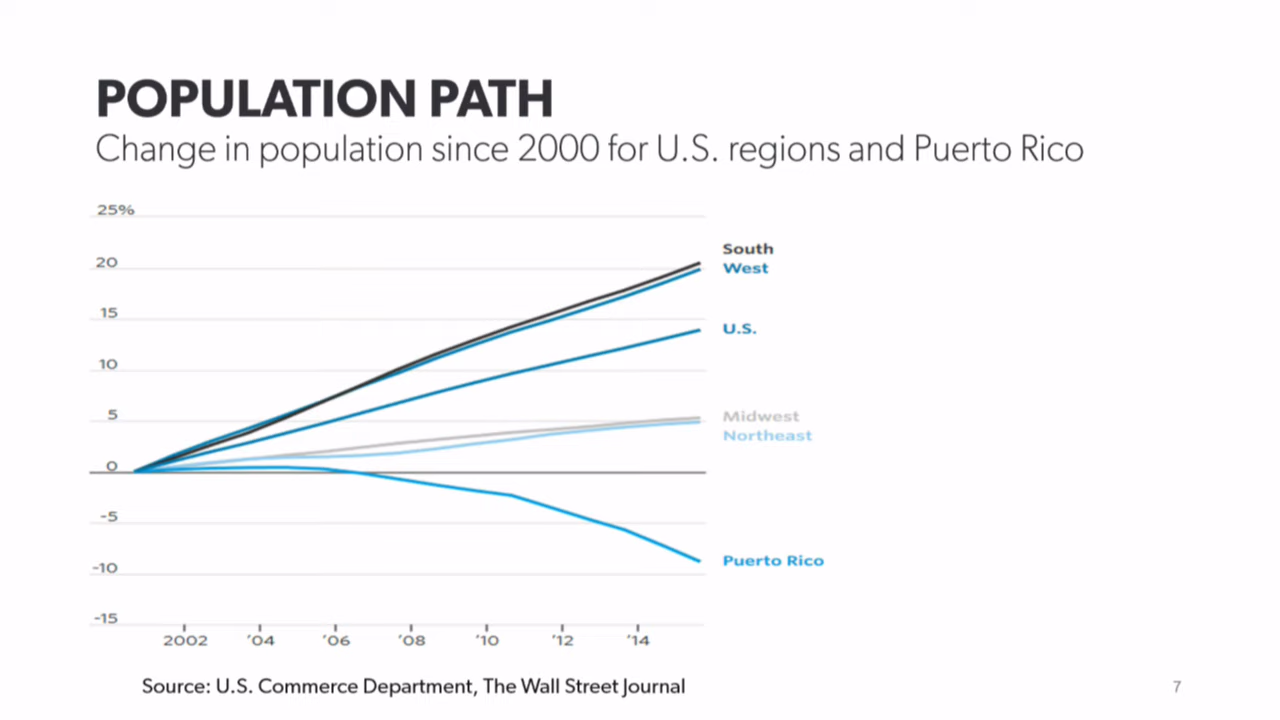 POPULATION PATH
Change in population since 2000 for U.S. regions and Puerto Rico
25%
20
15
10
5
0
-5
-10
-15
South
West
U.S.
Midwest
Northeast
Puerto Rico
2002 '04 '06 '08 '10 '12 '14
Source: U.S. Commerce Department, The Wall Street Journal
7